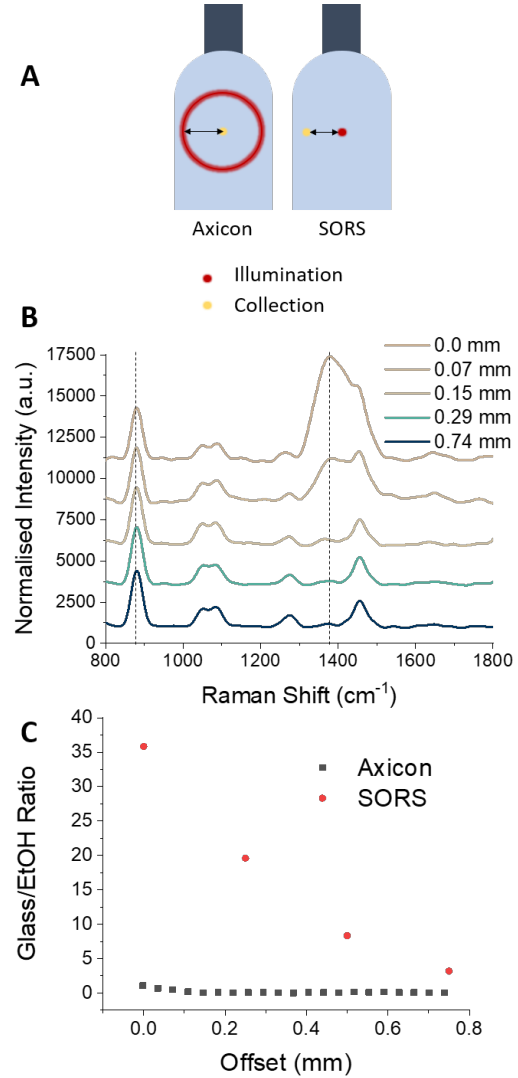 A
Axicon
SORS
Illumination
Collection
B
17500
15000
12500
10000
7500
5000
2500
0
Normalised Intensity (a.u.)
0.0 mm
0.07 mm
0.15 mm
0.29 mm
0.74 mm
800
1000
1200
1400
1600
1800
Raman Shift (cm⁻¹)
C
40
35
30
25
20
15
10
5
0
Glass/EtOH Ratio
Axicon
SORS
0.0
0.2
0.4
0.6
0.8
Offset (mm)